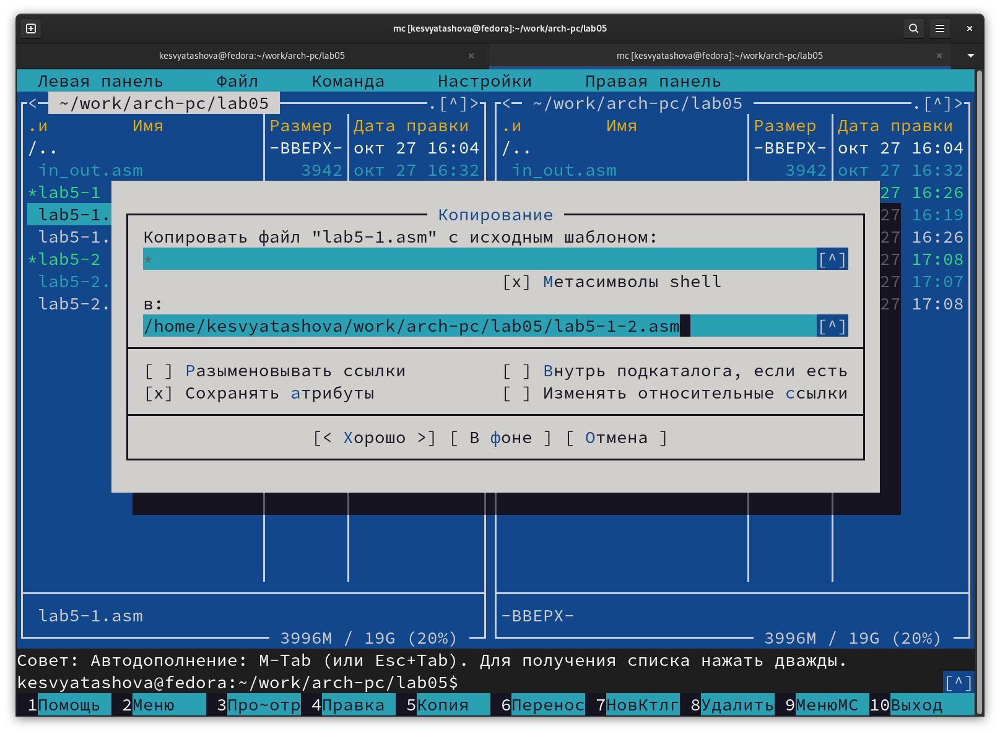 mc [kesvyatashova@fedora]:~/work/arch-pc/lab05
kesvyatashova@fedora:~/work/arch-pc/lab05 mc [kesvyatashova@fedora]:~/work/arch-pc/lab05
Левая панель Файл Команда Настройки Правая панель
<─ ~/work/arch-pc/lab05 .[^]> <─ ~/work/arch-pc/lab05 .[^]>
.и Имя Размер Дата правки .и Имя Размер Дата правки
/.. -ВВЕРХ- окт 27 16:04 /.. -ВВЕРХ- окт 27 16:04
in_out.asm 3942 окт 27 16:32 in_out.asm 3942 окт 27 16:32
*lab5-1 27 16:26
lab5-1. Копирование 27 16:19
lab5-1. Копировать файл "lab5-1.asm" с исходным шаблоном: 27 16:26
*lab5-2 * [^] 27 17:08
lab5-2. [x] Метасимволы shell 27 17:07
lab5-2. в: 27 17:08
/home/kesvyatashova/work/arch-pc/lab05/lab5-1-2.asm [^]
[ ] Разыменовывать ссылки [ ] Внутрь подкаталога, если есть
[x] Сохранять атрибуты [ ] Изменять относительные ссылки
[< Хорошо >] [ В фоне ] [ Отмена ]
lab5-1.asm -ВВЕРХ-
3996M / 19G (20%) 3996M / 19G (20%)
Совет: Автодополнение: M-Tab (или Esc+Tab). Для получения списка нажать дважды.
kesvyatashova@fedora:~/work/arch-pc/lab05$ [^]
1Помощь 2Меню 3Про~отр 4Правка 5Копия 6Перенос 7НовКтлг 8Удалить 9МенюМС 10Выход